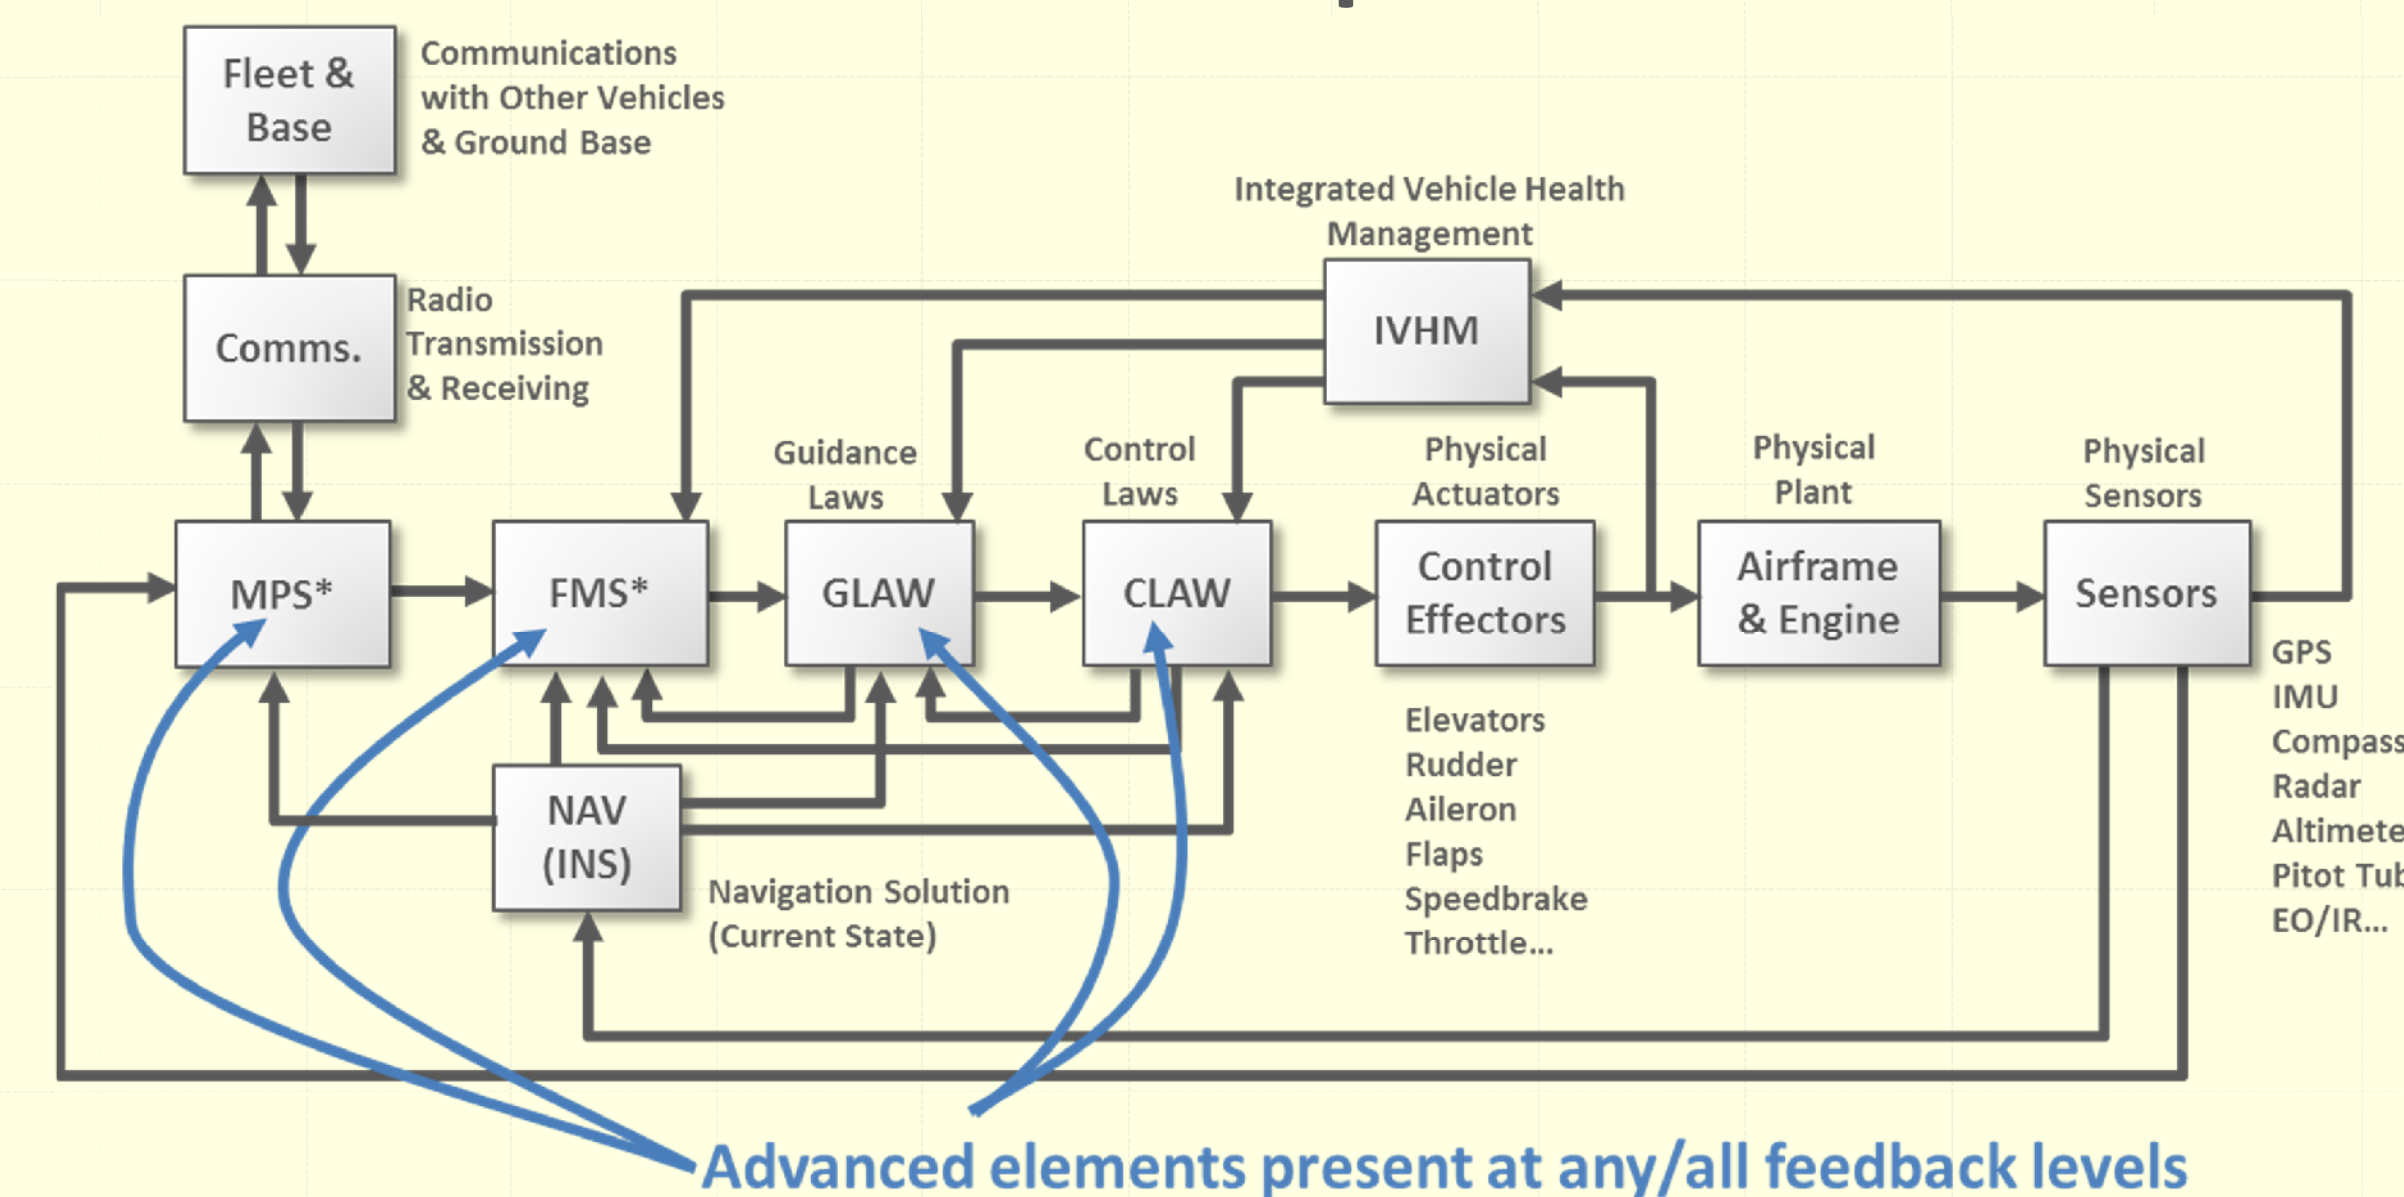 Fleet &
Base
Communications
with Other Vehicles
& Ground Base
Comms.
Radio
Transmission
& Receiving
Integrated Vehicle Health
Management
IVHM
Guidance
Laws
Control
Laws
Physical
Actuators
Physical
Plant
Physical
Sensors
MPS*
FMS*
GLAW
CLAW
Control
Effectors
Airframe
& Engine
Sensors
GPS
IMU
Compass
Radar
Altimete
Pitot Tub
EO/IR...
Elevators
Rudder
Aileron
Flaps
Speedbrake
Throttle...
NAV
(INS)
Navigation Solution
(Current State)
Advanced elements present at any/all feedback levels